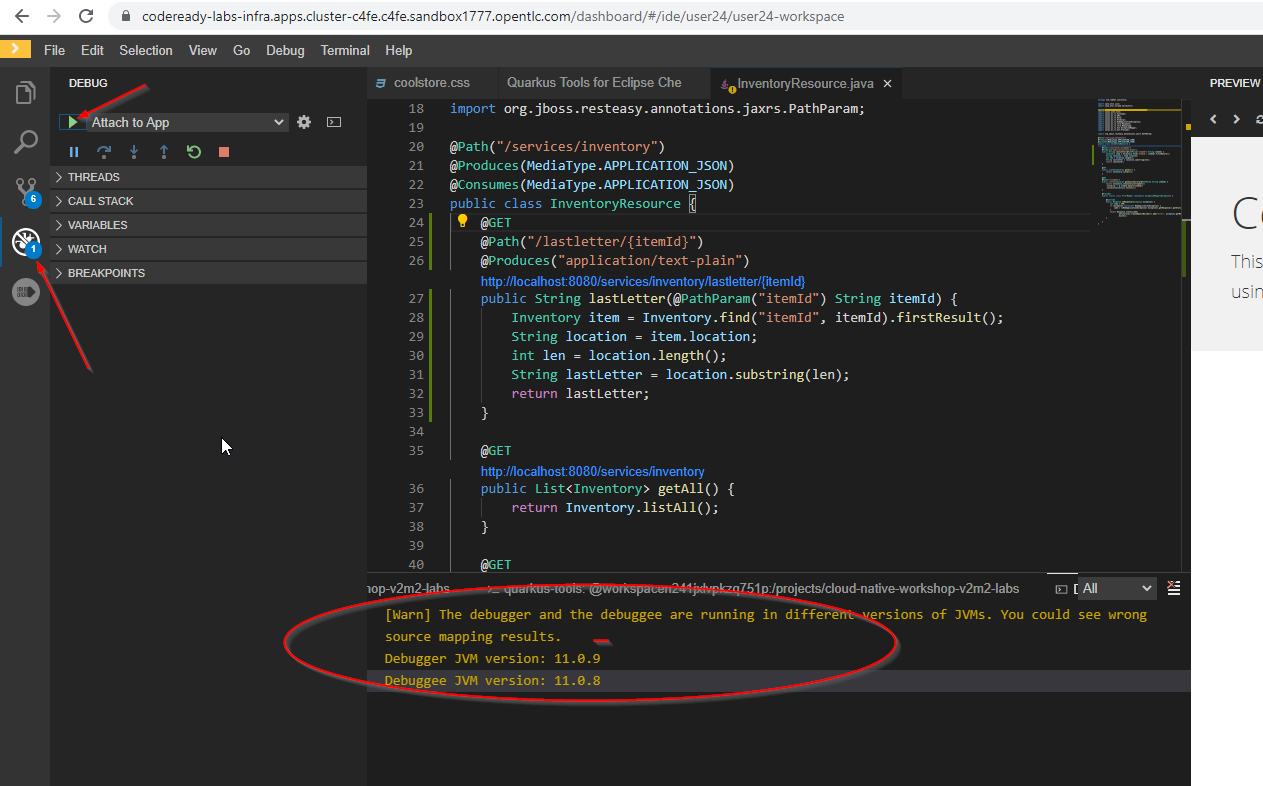 codeready-labs-infra.apps.cluster-c4fe.c4fe.sandbox1777.opentlc.com/dashboard/#/ide/user24/user24-workspace
File Edit Selection View Go Debug Terminal Help
DEBUG
coolstore.css Quarkus Tools for Eclipse Che InventoryResource.java
PREVIEW
Attach to App
THREADS
CALL STACK
VARIABLES
WATCH
BREAKPOINTS
6
1
18 import org.jboss.resteasy.annotations.jaxrs.PathParam;
19
20 @Path("/services/inventory")
21 @Produces(MediaType.APPLICATION_JSON)
22 @Consumes(MediaType.APPLICATION_JSON)
23 public class InventoryResource {
24 @GET
25 @Path("/lastletter/{itemId}")
26 @Produces("application/text-plain")
http://localhost:8080/services/inventory/lastletter/{itemId}
27 public String lastLetter(@PathParam("itemId") String itemId) {
28 Inventory item = Inventory.find("itemId", itemId).firstResult();
29 String location = item.location;
30 int len = location.length();
31 String lastLetter = location.substring(len);
32 return lastLetter;
33 }
34
35 @GET
http://localhost:8080/services/inventory
36 public List<Inventory> getAll() {
37 return Inventory.listAll();
38 }
39
40 @GET
This
usin
hop-v2m2-labs quarkus-tools: /projects/cloud-native-workshop-v2m2-labs All
[Warn] The debugger and the debuggee are running in different versions of JVMs. You could see wrong
source mapping results.
Debugger JVM version: 11.0.9
Debuggee JVM version: 11.0.8